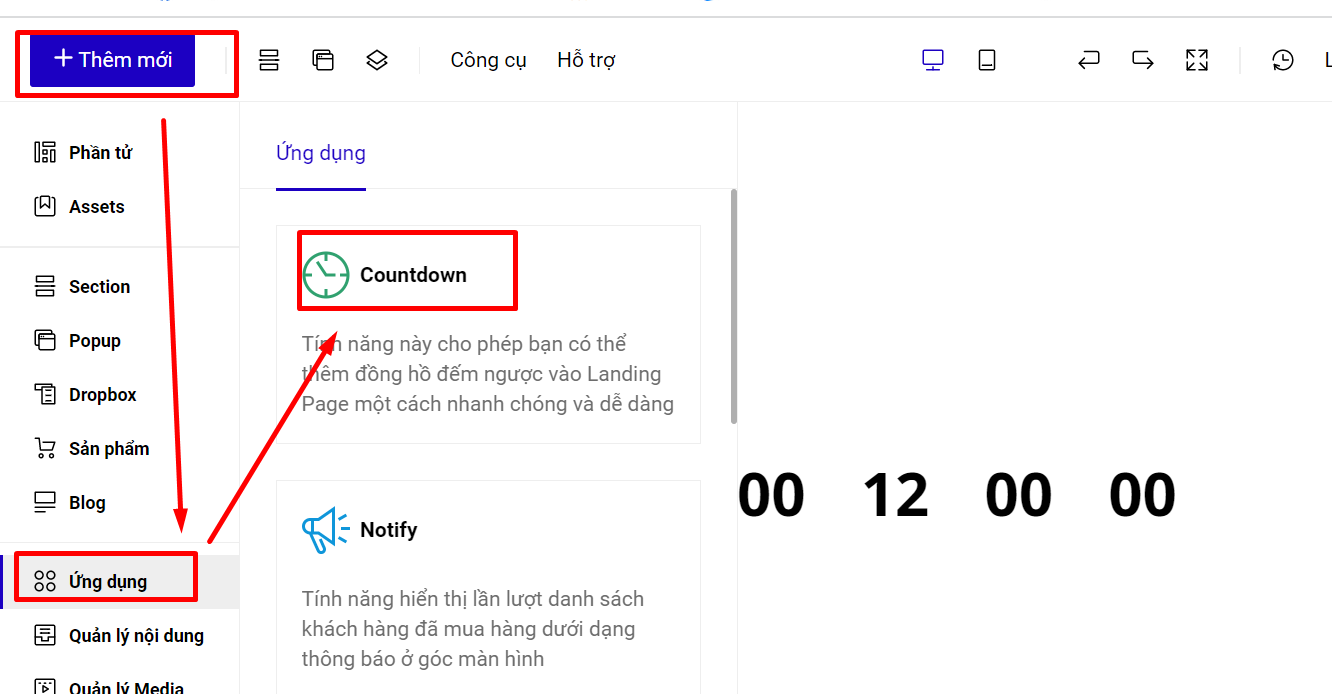 Thêm mới
Công cụ
Hỗ trợ
Phần tử
Assets
Section
Popup
Dropbox
Sản phẩm
Blog
Ứng dụng
Quản lý nội dung
Quản lý Media
Ứng dụng
Countdown
Tính năng này cho phép bạn có thể
thêm đồng hồ đếm ngược vào Landing
Page một cách nhanh chóng và dễ dàng
Notify
Tính năng hiển thị lần lượt danh sách
khách hàng đã mua hàng dưới dạng
thông báo ở góc màn hình
00 12 00 00